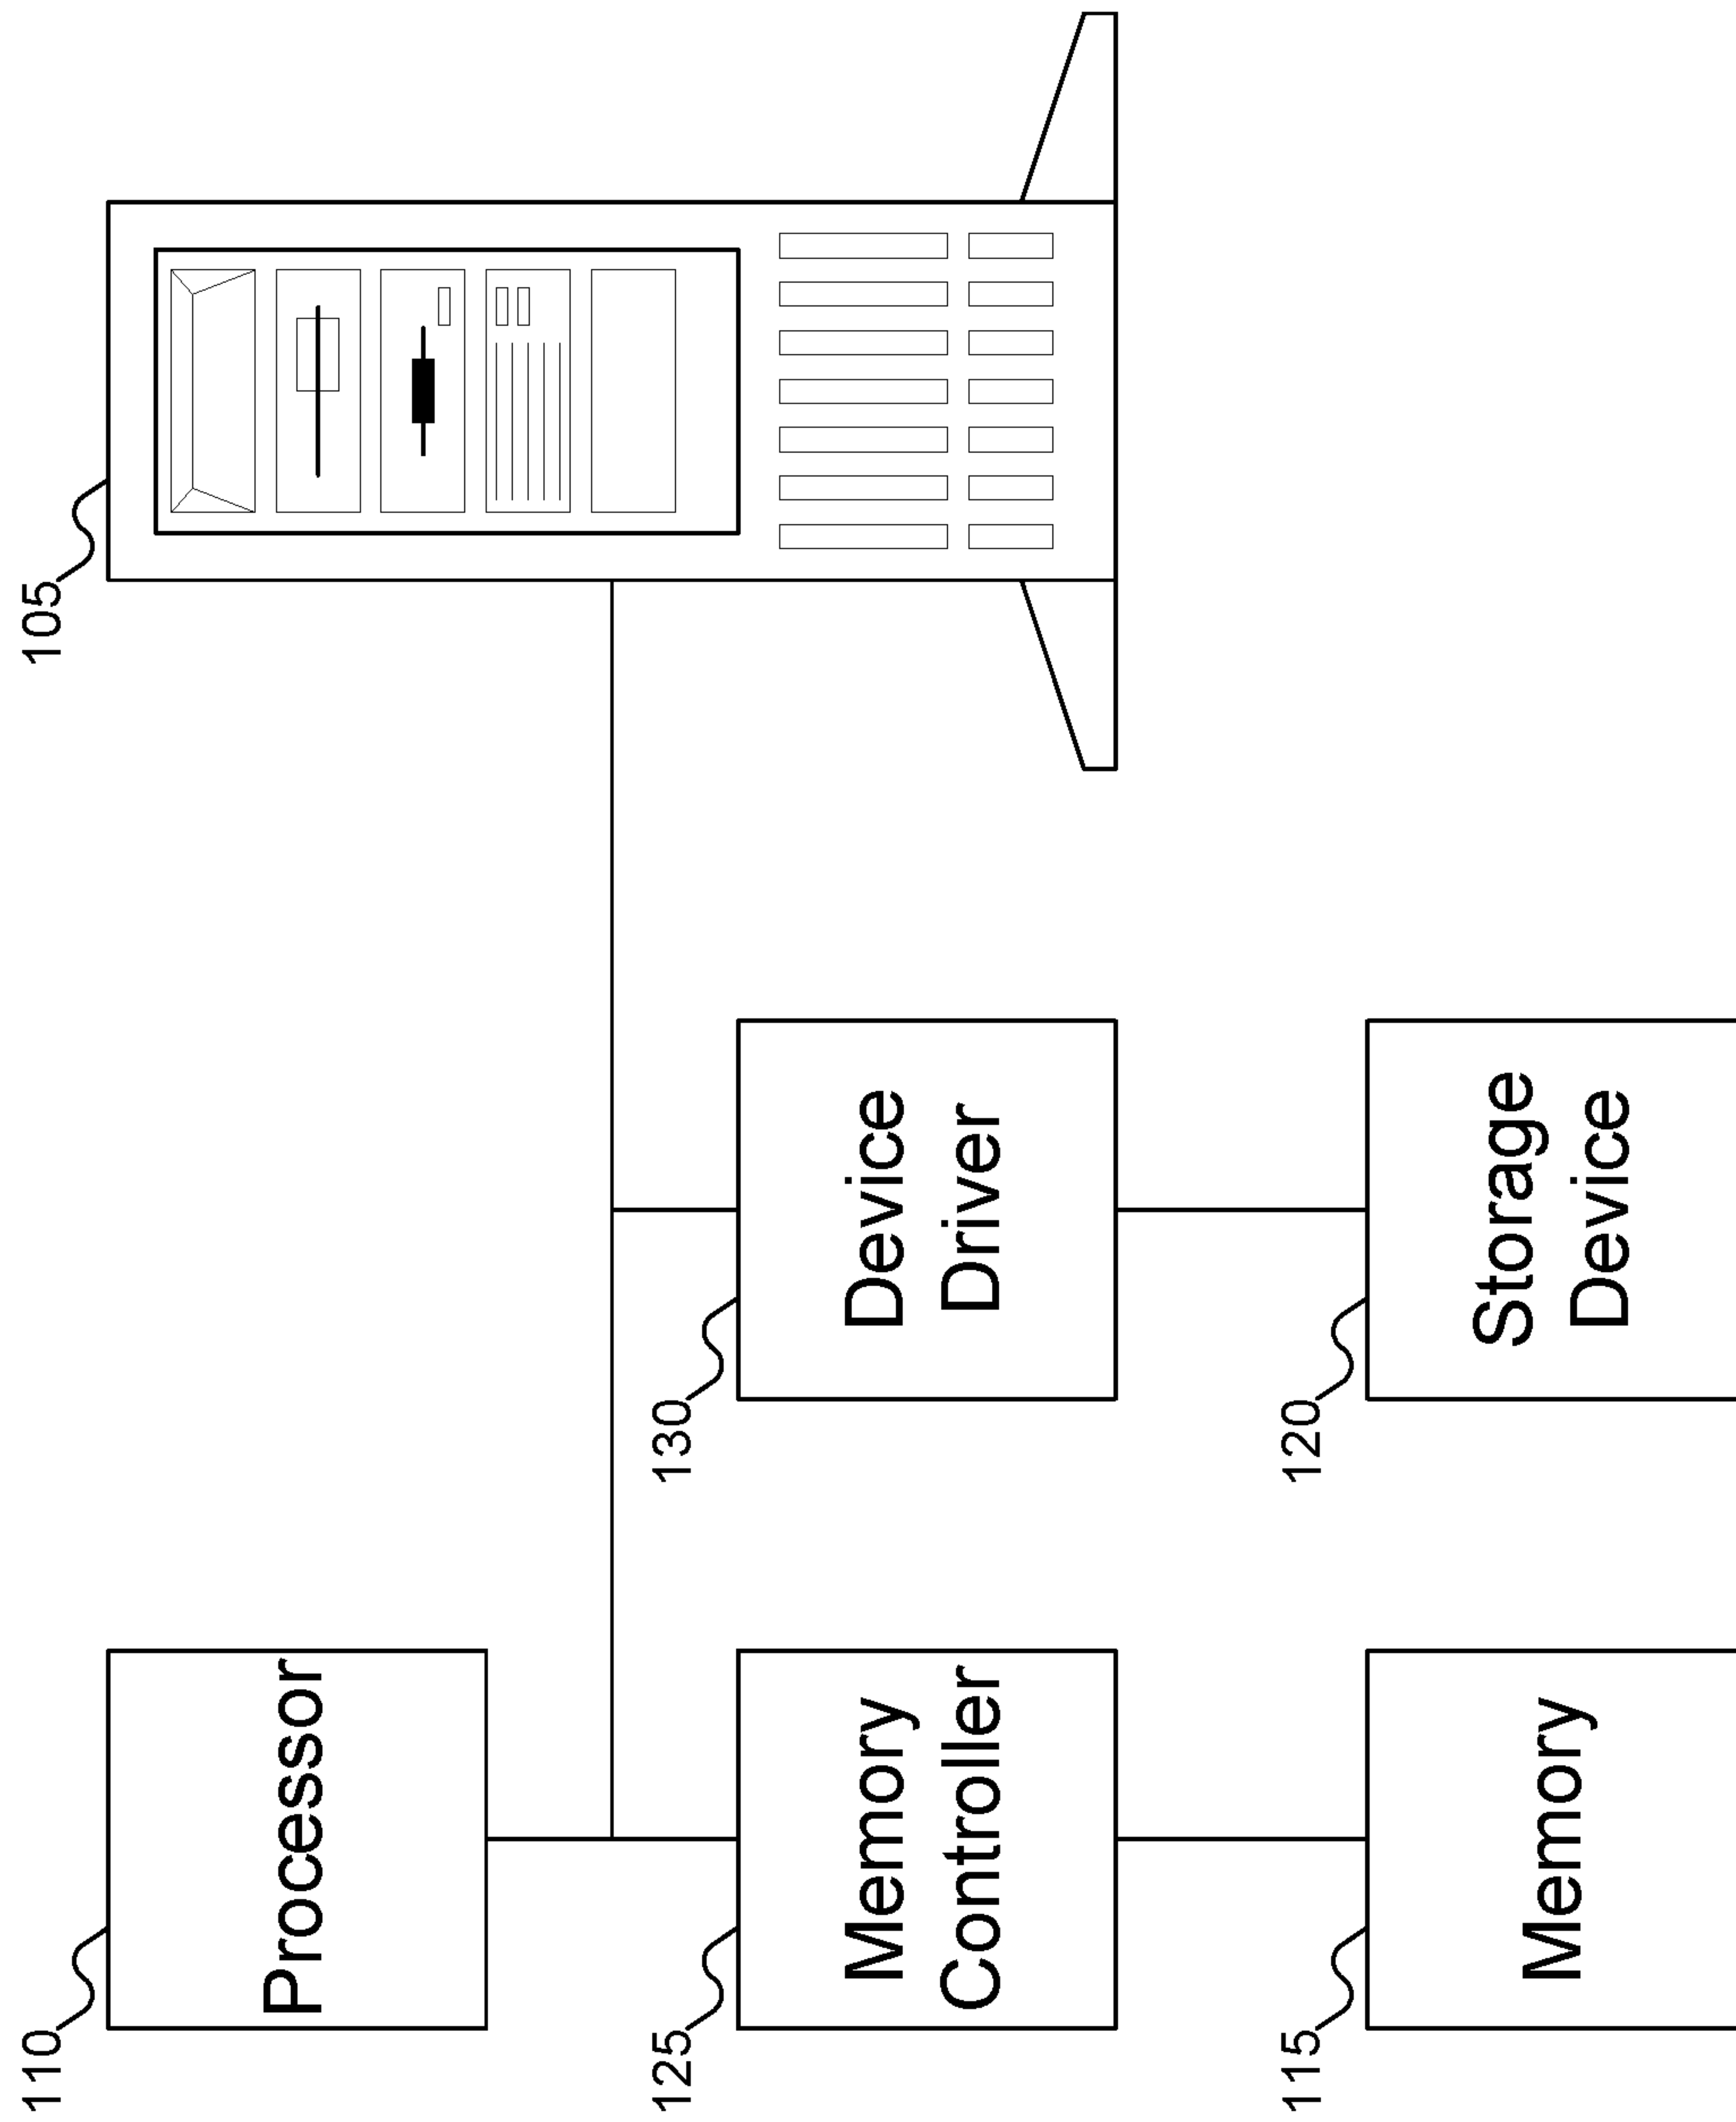 105
110
Processor
130
Device
Driver
125
Memory
Controller
120
Storage
Device
115
Memory